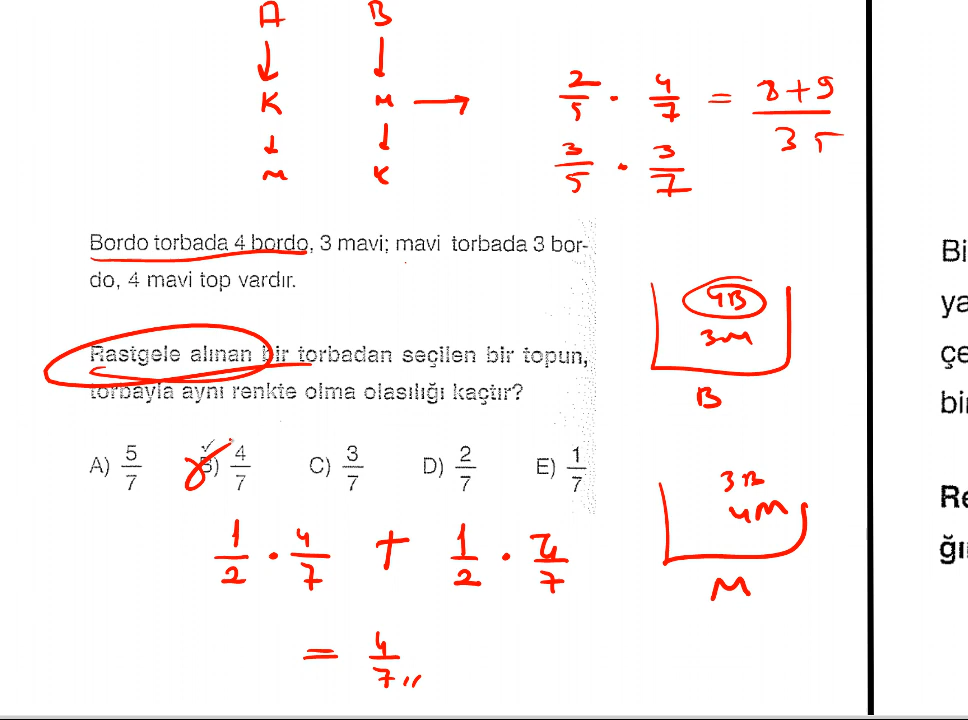 A B
↓ ↓
K M → 2/5 · 4/7 = 8+9/35
↓ ↓
M K 3/5 · 3/7
Bordo torbada 4 bordo, 3 mavi; mavi torbada 3 bor-
do, 4 mavi top vardır.
4B
3M
B
Rastgele alınan bir torbadan seçilen bir topun,
torbayla aynı renkte olma olasılığı kaçtır?
A) 5/7 B) 4/7 C) 3/7 D) 2/7 E) 1/7
3B
4M
M
1/2 · 4/7 + 1/2 · 4/7
= 4/7 ,,
Bi
ya
çe
bir
Re
ğı